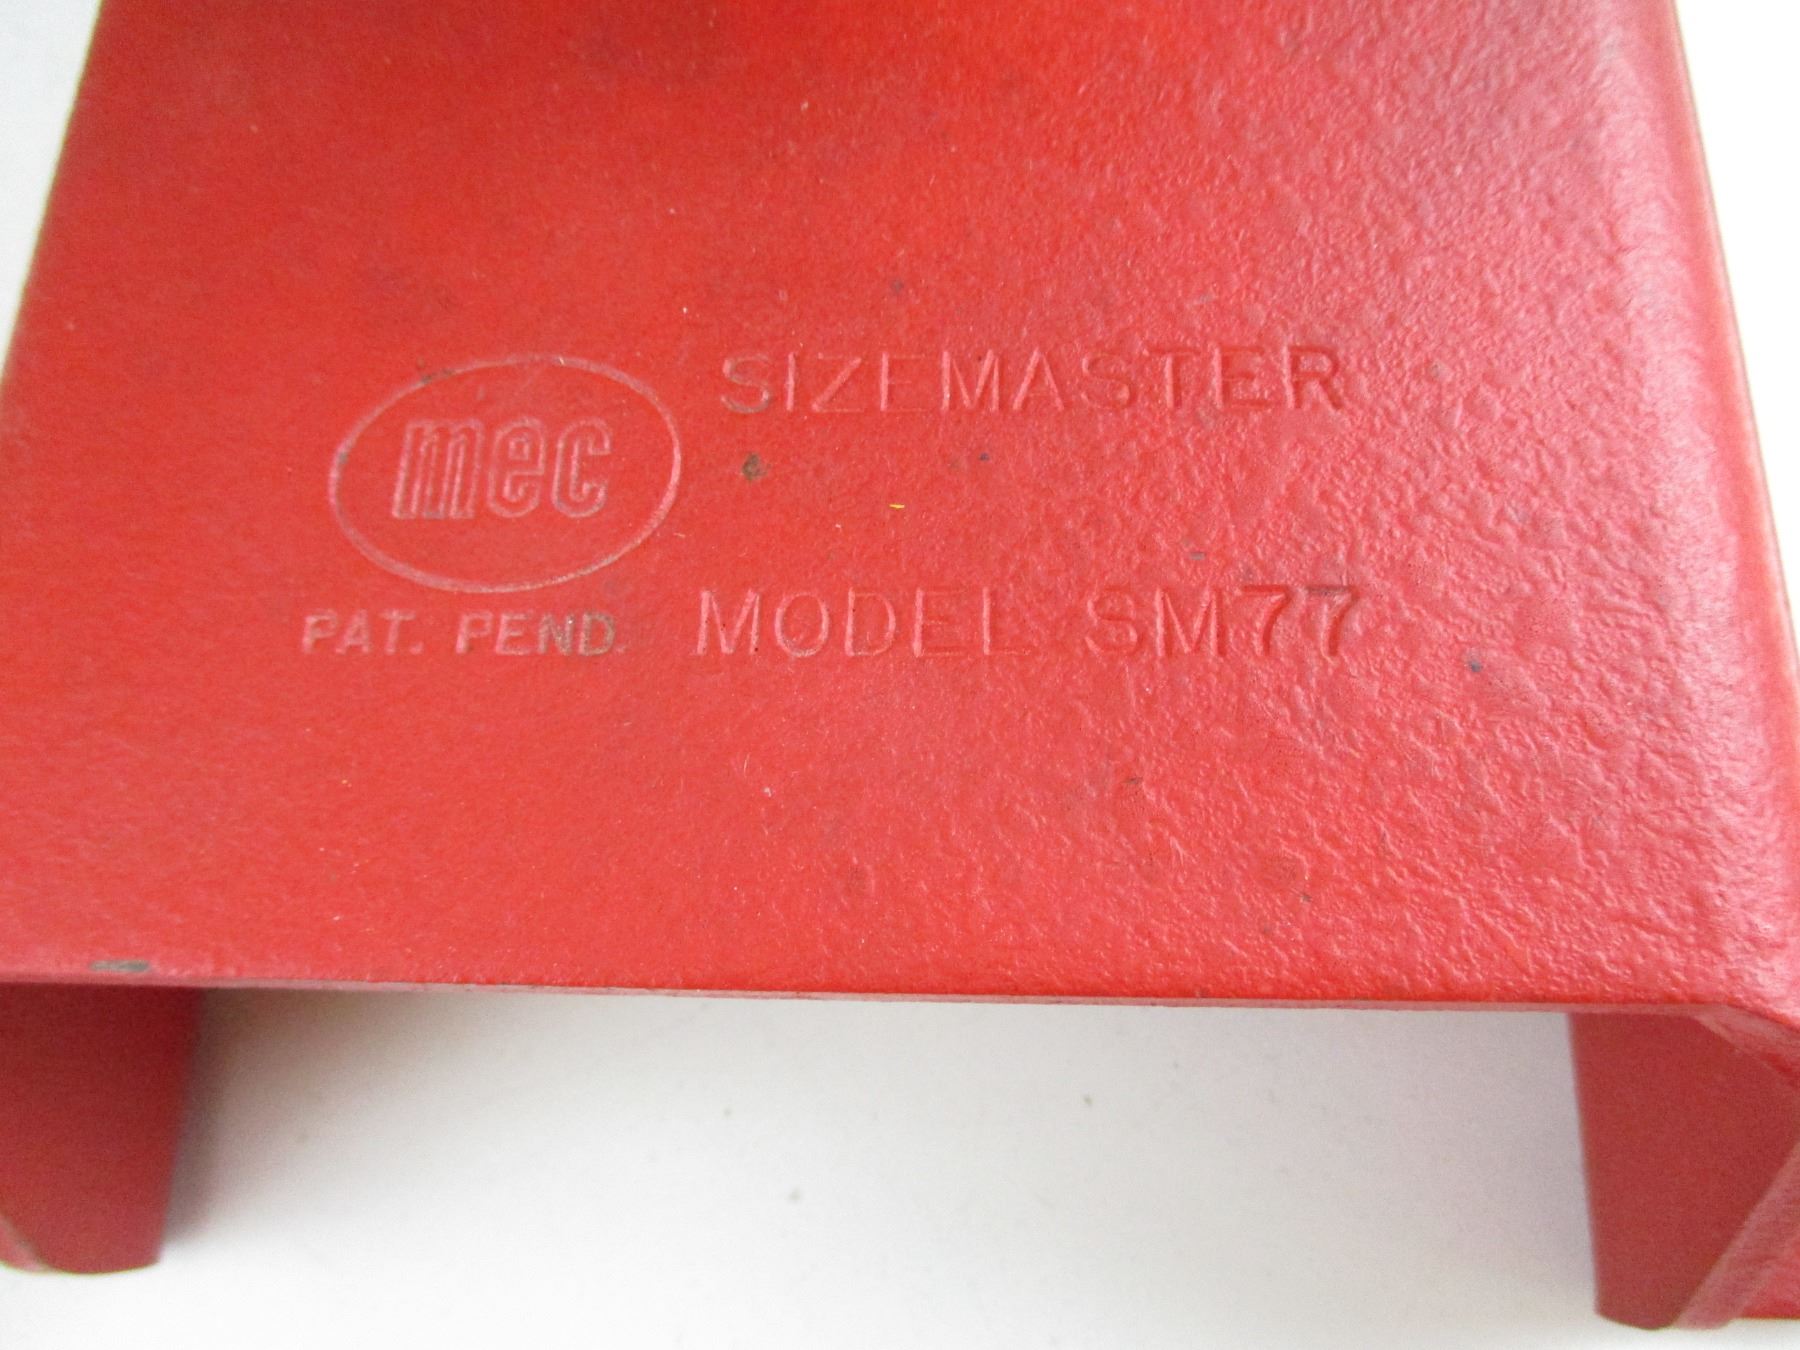 SIZEMASTER
mec
PAT. PEND. MODEL SM77